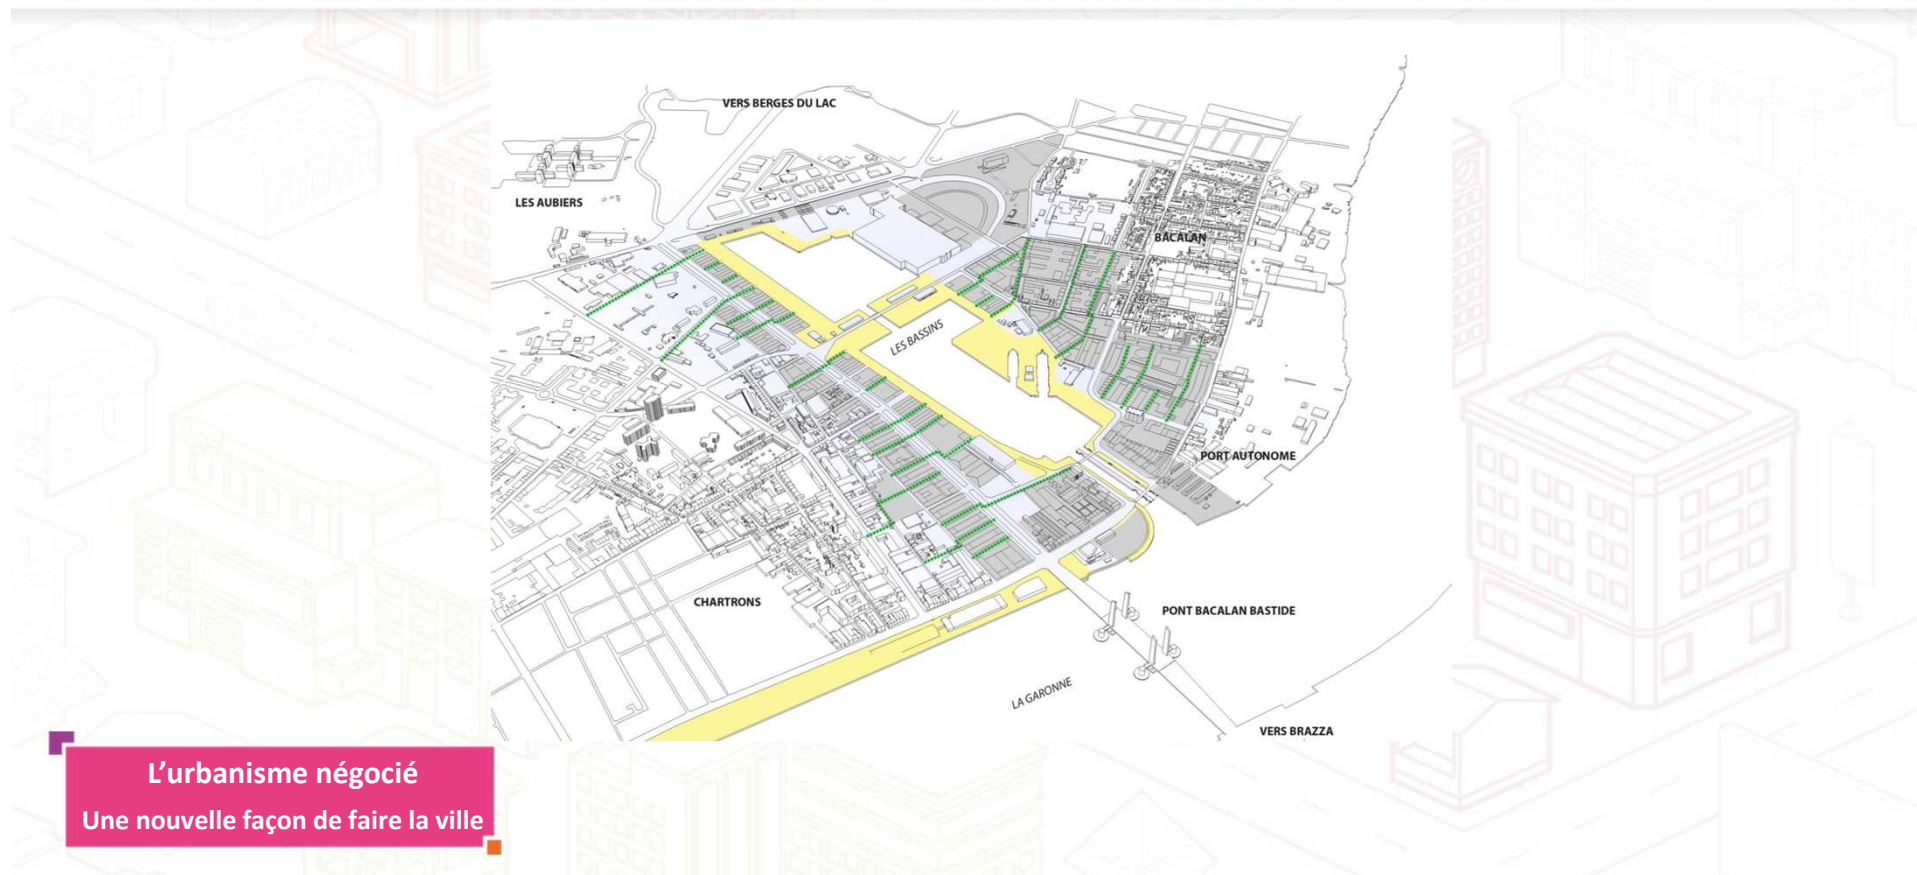 VERS BERGES DU LAC
LES AUBIERS
BACALAN
LES BASSINS
PORT AUTONOME
CHARTRONS
PONT BACALAN BASTIDE
LA GARONNE
VERS BRAZZA
L'urbanisme négocié
Une nouvelle façon de faire la ville